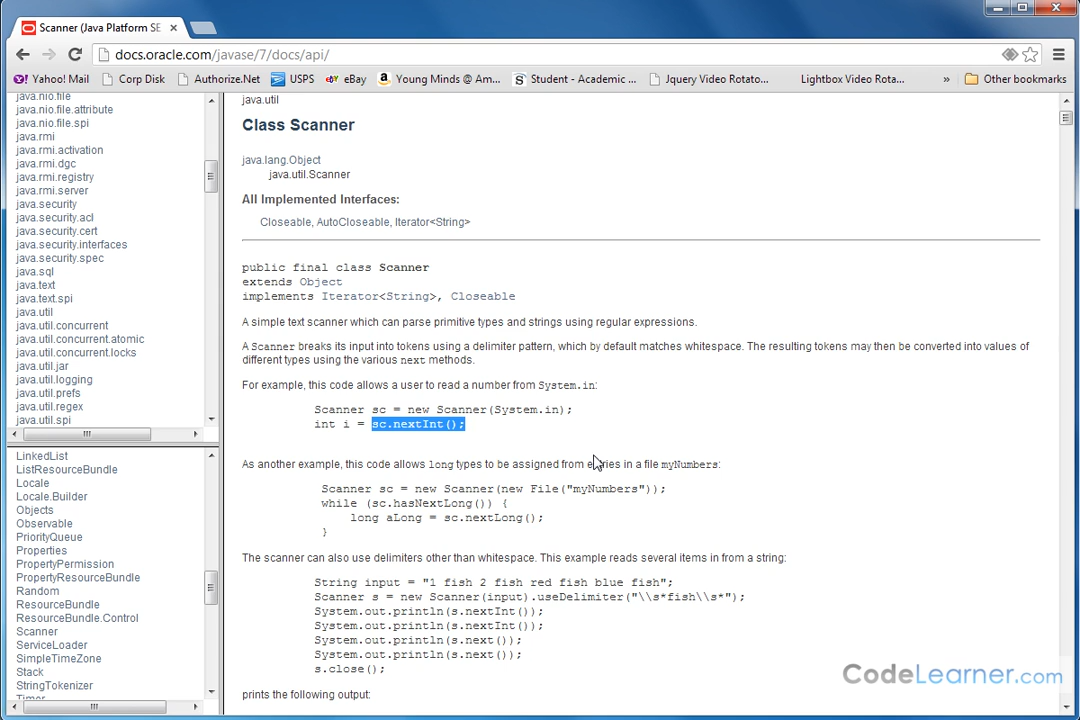 Scanner (Java Platform SE
docs.oracle.com/javase/7/docs/api/
Yahoo! Mail
Corp Disk
Authorize.Net
USPS
eBay
Young Minds @ Am...
Student - Academic ...
Jquery Video Rotato...
Lightbox Video Rota...
»
Other bookmarks
java.nio.file
java.nio.file.attribute
java.nio.file.spi
java.rmi
java.rmi.activation
java.rmi.dgc
java.rmi.registry
java.rmi.server
java.security
java.security.acl
java.security.cert
java.security.interfaces
java.security.spec
java.sql
java.text
java.text.spi
java.util
java.util.concurrent
java.util.concurrent.atomic
java.util.concurrent.locks
java.util.jar
java.util.logging
java.util.prefs
java.util.regex
java.util.spi
LinkedList
ListResourceBundle
Locale
Locale.Builder
Objects
Observable
PriorityQueue
Properties
PropertyPermission
PropertyResourceBundle
Random
ResourceBundle
ResourceBundle.Control
Scanner
ServiceLoader
SimpleTimeZone
Stack
StringTokenizer
Timer
java.util
Class Scanner
java.lang.Object
java.util.Scanner
All Implemented Interfaces:
Closeable, AutoCloseable, Iterator<String>
public final class Scanner
extends Object
implements Iterator<String>, Closeable
A simple text scanner which can parse primitive types and strings using regular expressions.
A Scanner breaks its input into tokens using a delimiter pattern, which by default matches whitespace. The resulting tokens may then be converted into values of
different types using the various next methods.
For example, this code allows a user to read a number from System.in:
Scanner sc = new Scanner(System.in);
int i = sc.nextInt();
As another example, this code allows long types to be assigned from entries in a file myNumbers:
Scanner sc = new Scanner(new File("myNumbers"));
while (sc.hasNextLong()) {
long aLong = sc.nextLong();
}
The scanner can also use delimiters other than whitespace. This example reads several items in from a string:
String input = "1 fish 2 fish red fish blue fish";
Scanner s = new Scanner(input).useDelimiter("\\s*fish\\s*");
System.out.println(s.nextInt());
System.out.println(s.nextInt());
System.out.println(s.next());
System.out.println(s.next());
s.close();
prints the following output:
CodeLearner.com